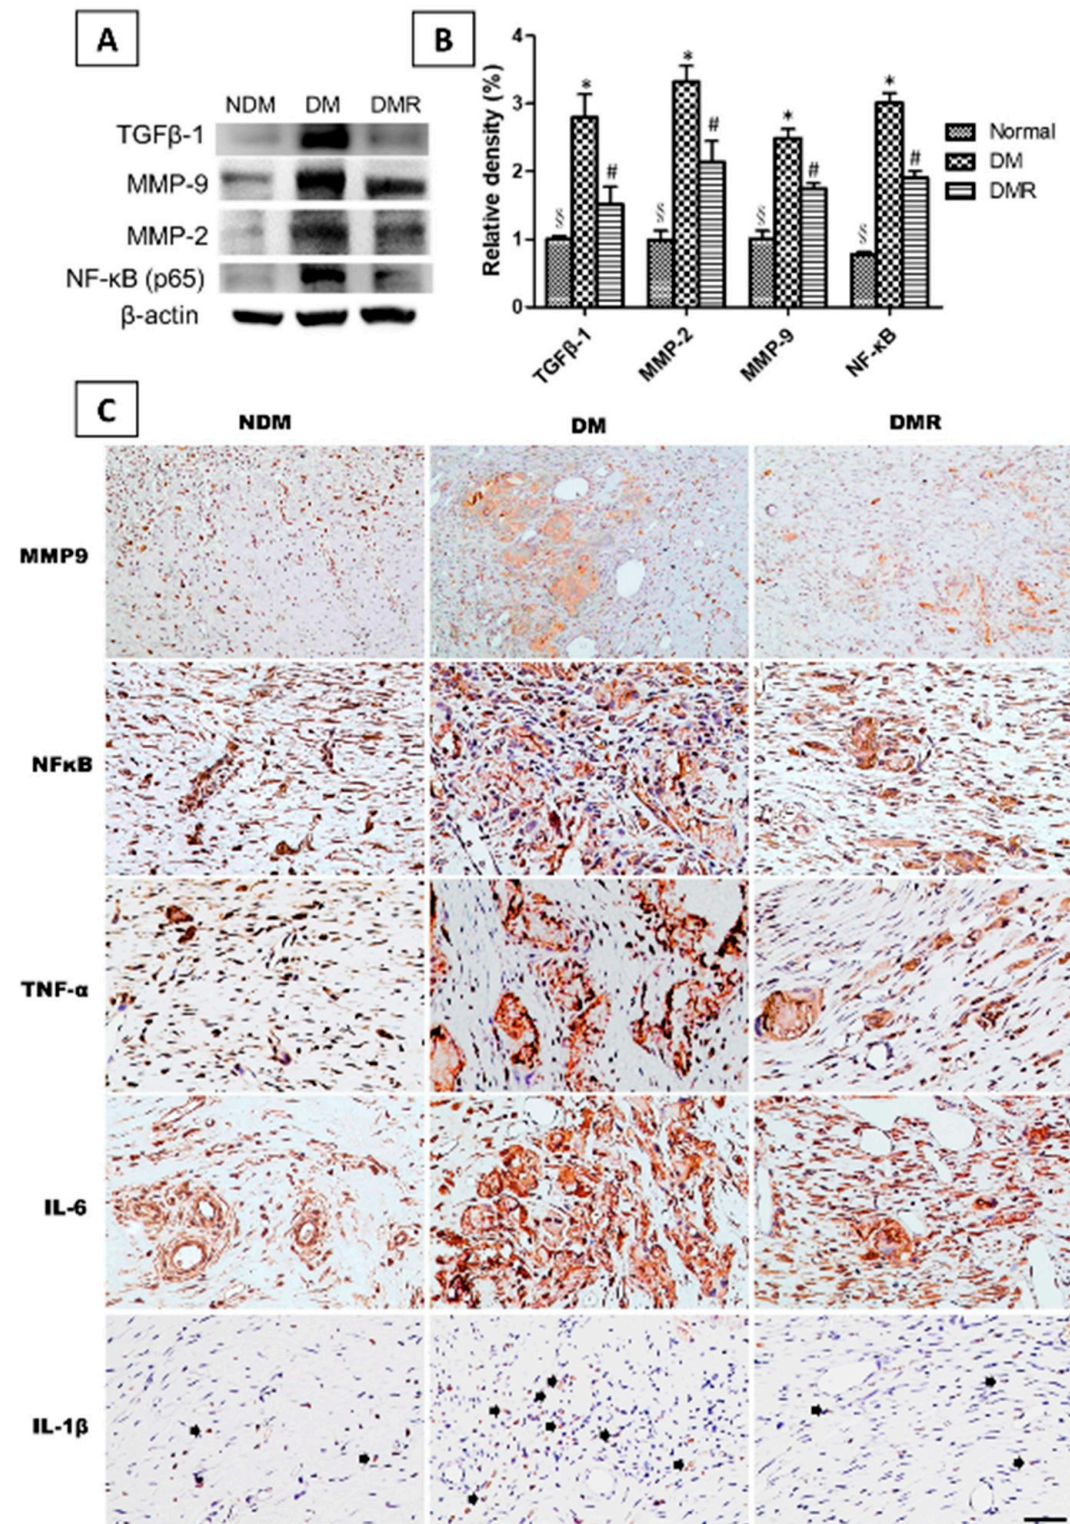 A
NDM DM DMR
TGFβ-1
MMP-9
MMP-2
NF-κB (p65)
β-actin
B
Relative density (%)
4
3
2
1
0
§ * #
§ * #
§ * #
§ * #
TGFβ-1 MMP-2 MMP-9 NF-κB
Normal
DM
DMR
C
NDM DM DMR
MMP9
NFκB
TNF-α
IL-6
IL-1β